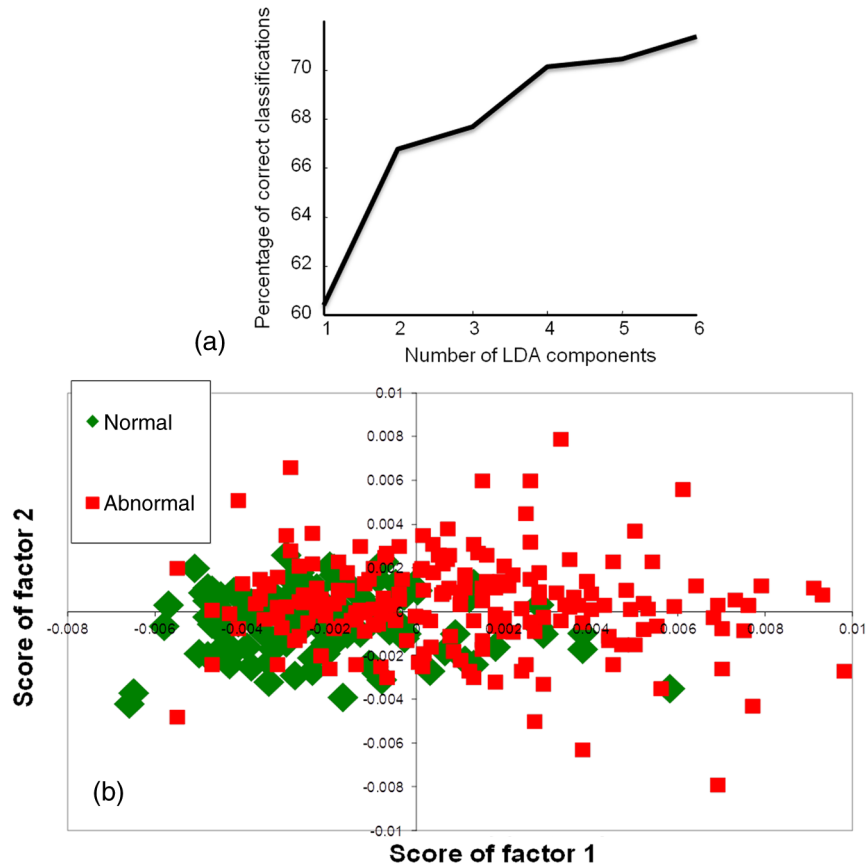 Percentage of correct classifications
70
68
66
64
62
60
1 2 3 4 5 6
Number of LDA components
(a)
Normal
Abnormal
Score of factor 2
0.01
0.008
0.006
0.004
0.002
0
-0.002
-0.004
-0.006
-0.008
-0.01
-0.008 -0.006 -0.004 -0.0002 0 0.002 0.004 0.006 0.008 0.01
(b)
Score of factor 1